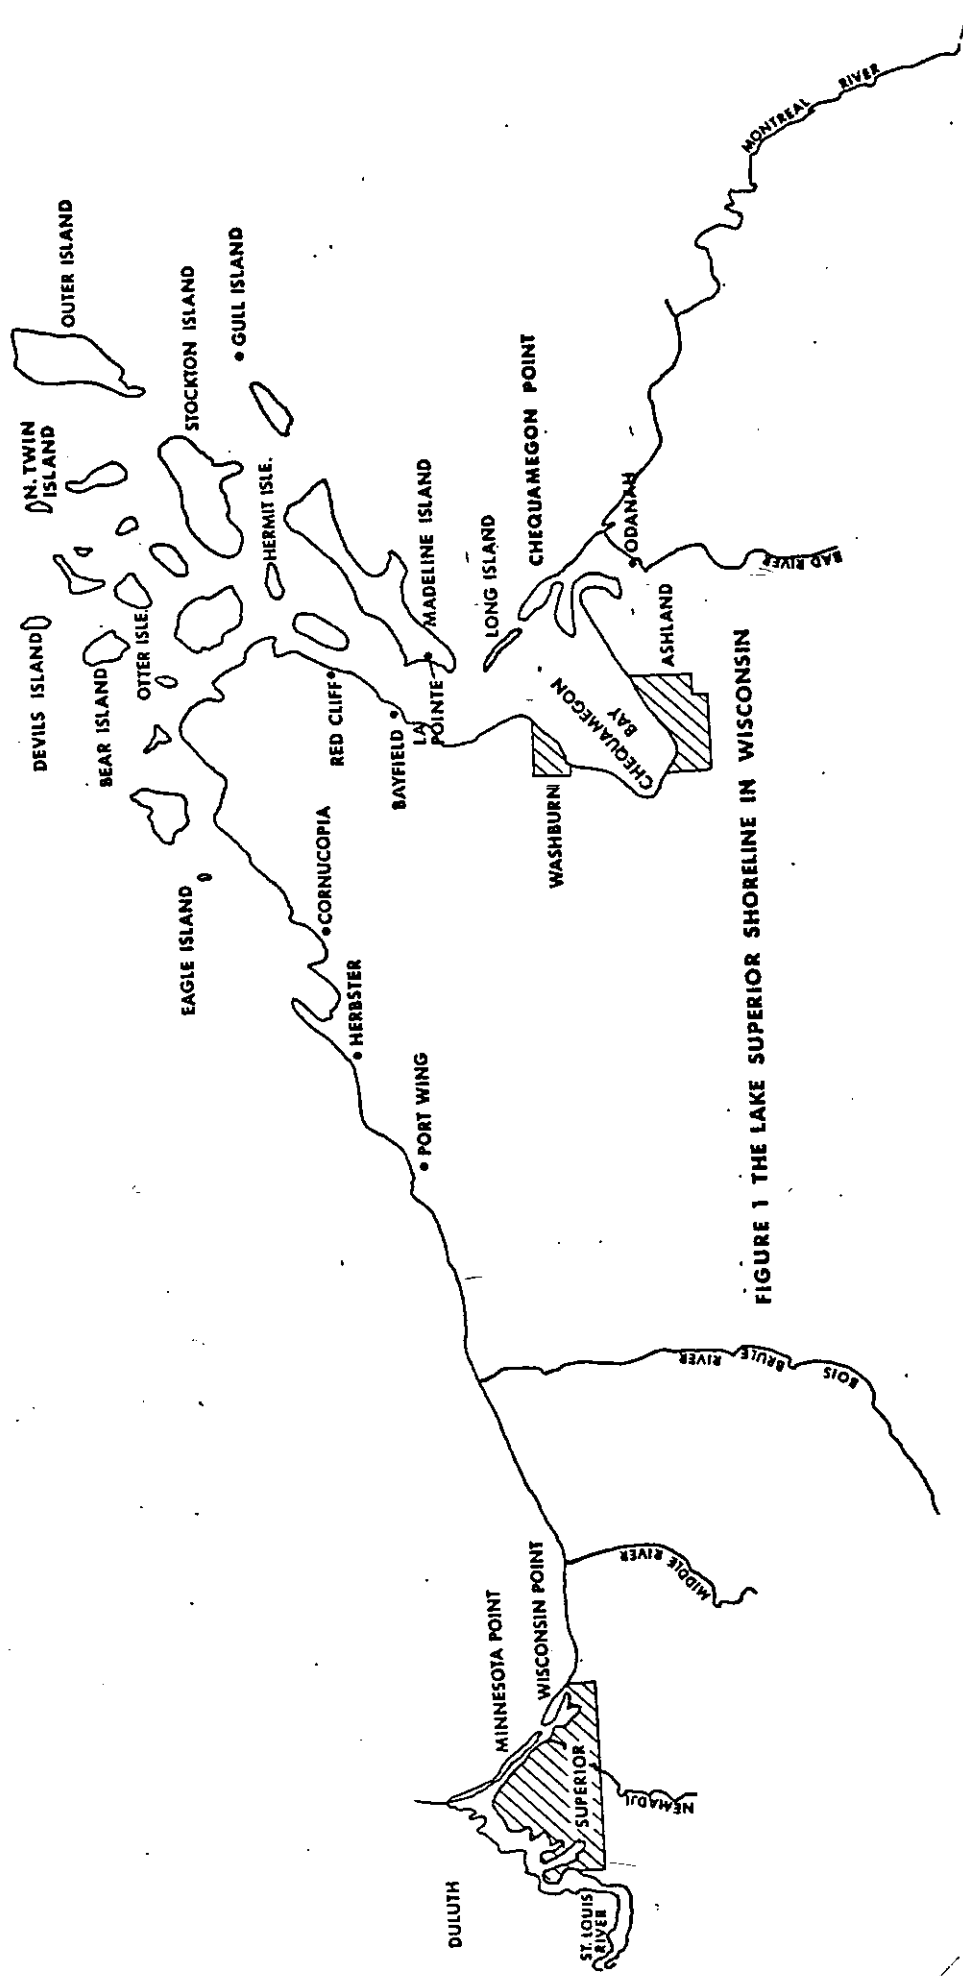 OUTER ISLAND
N. TWIN
ISLAND
STOCKTON ISLAND
GULL ISLAND
DEVILS ISLAND
BEAR ISLAND
OTTER ISLE.
HERMIT ISLE.
EAGLE ISLAND
RED CLIFF
BAYFIELD
LA
POINTE
MADELINE ISLAND
CORNUCOPIA
HERBSTER
PORT WING
LONG ISLAND
CHEQUAMEGON POINT
WASHBURN
CHEQUAMEGON
BAY
ASHLAND
ODANAH
BAD RIVER
MONTREAL RIVER
DULUTH
MINNESOTA POINT
WISCONSIN POINT
SUPERIOR
ST. LOUIS
RIVER
NEMADJI
MIDDLE RIVER
BOIS BRULE RIVER
FIGURE 1 THE LAKE SUPERIOR SHORELINE IN WISCONSIN